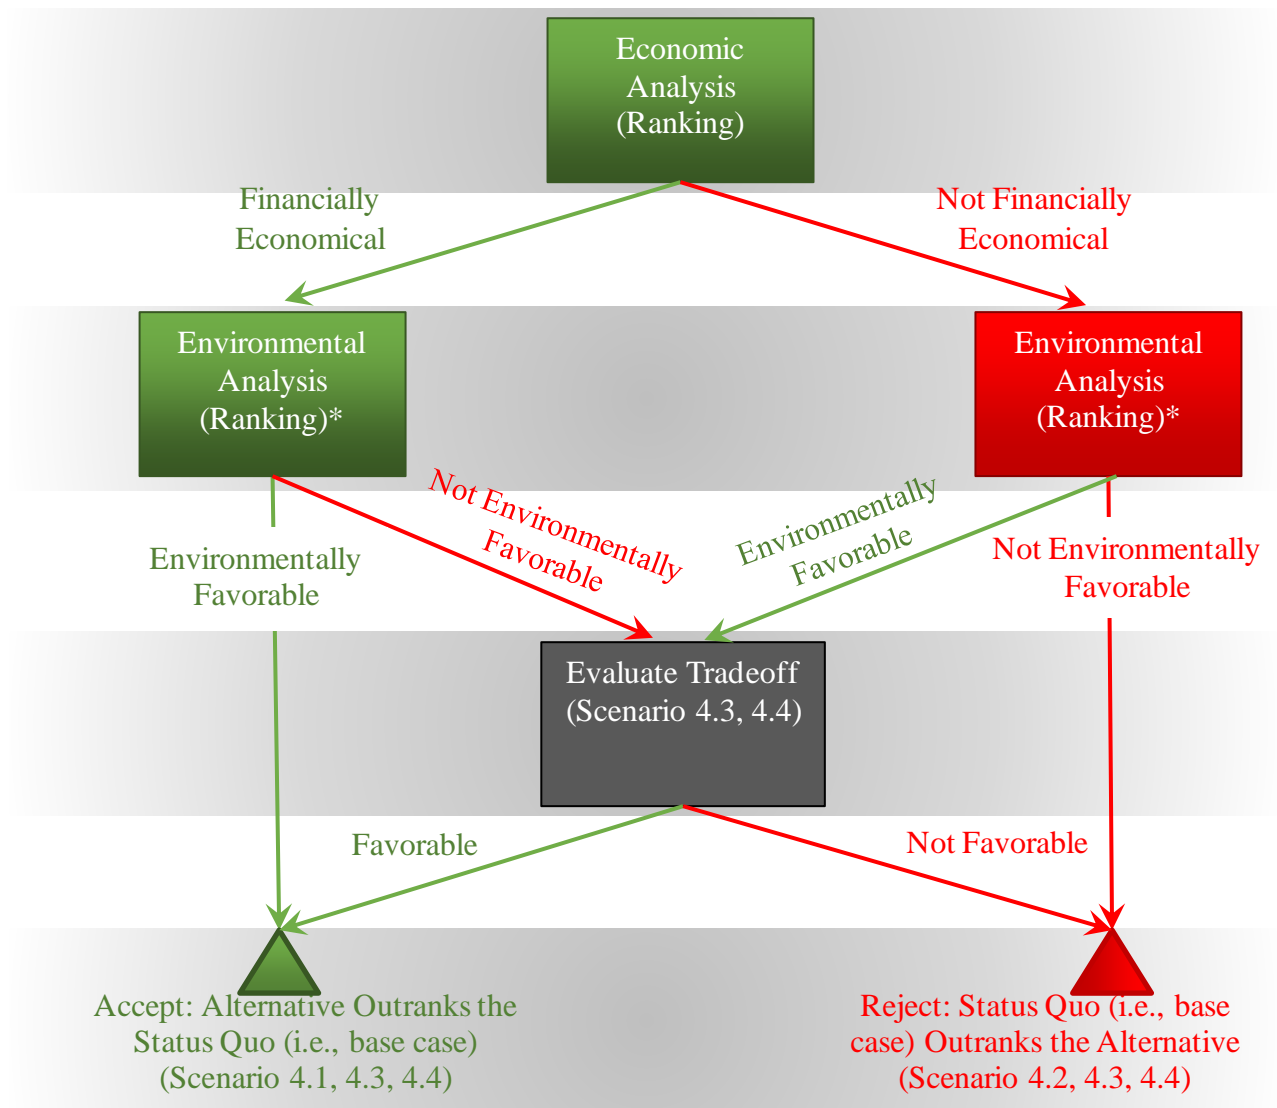 Economic
Analysis
(Ranking)
Financially
Economical
Not Financially
Economical
Environmental
Analysis
(Ranking)*
Environmental
Analysis
(Ranking)*
Environmentally
Favorable
Not Environmentally
Favorable
Environmentally
Favorable
Not Environmentally
Favorable
Evaluate Tradeoff
(Scenario 4.3, 4.4)
Favorable
Not Favorable
Accept: Alternative Outranks the
Status Quo (i.e., base case)
(Scenario 4.1, 4.3, 4.4)
Reject: Status Quo (i.e., base
case) Outranks the Alternative
(Scenario 4.2, 4.3, 4.4)